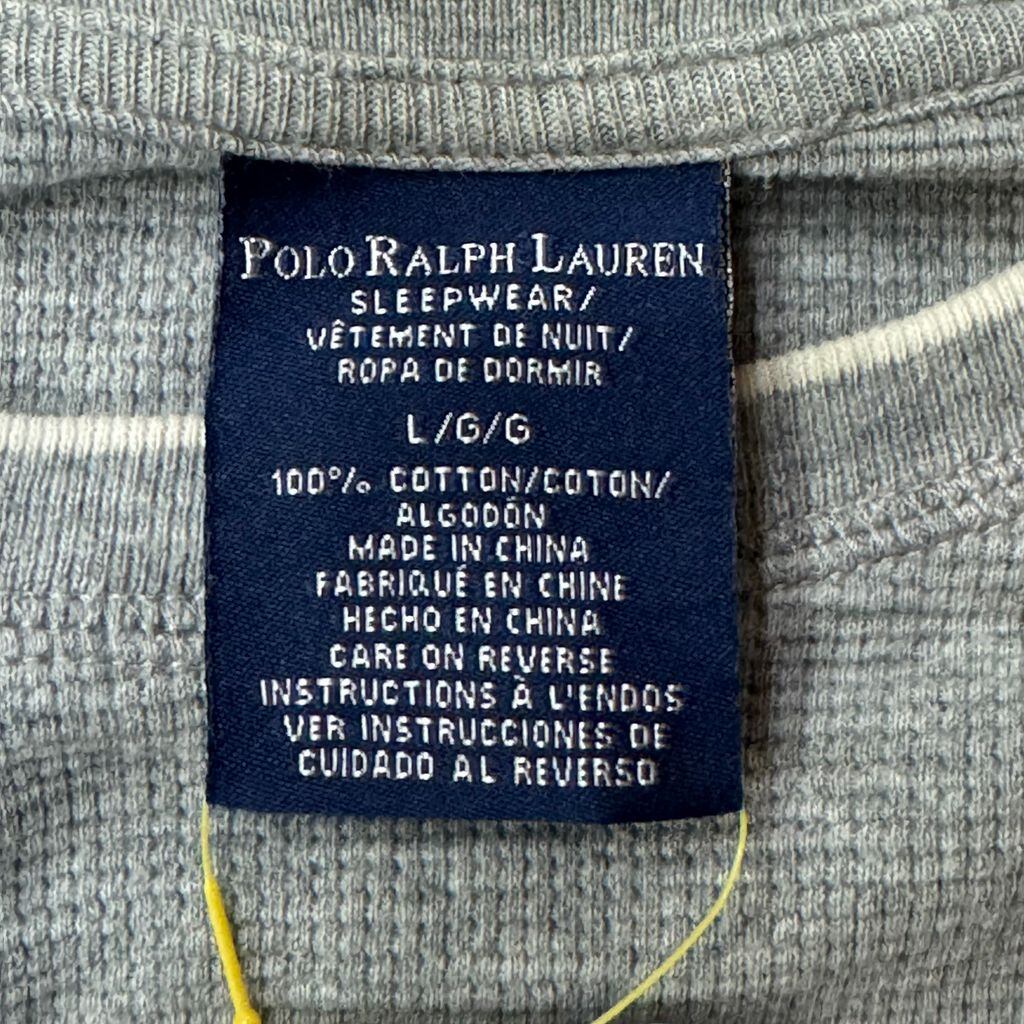 POLO RALPH LAUREN
SLEEPWEAR/
VÊTEMENT DE NUIT/
ROPA DE DORMIR
L/G/G
100% COTTON/COTON/
ALGODÓN
MADE IN CHINA
FABRIQUÉ EN CHINE
HECHO EN CHINA
CARE ON REVERSE
INSTRUCTIONS À L'ENDOS
VER INSTRUCCIONES DE
CUIDADO AL REVERSO